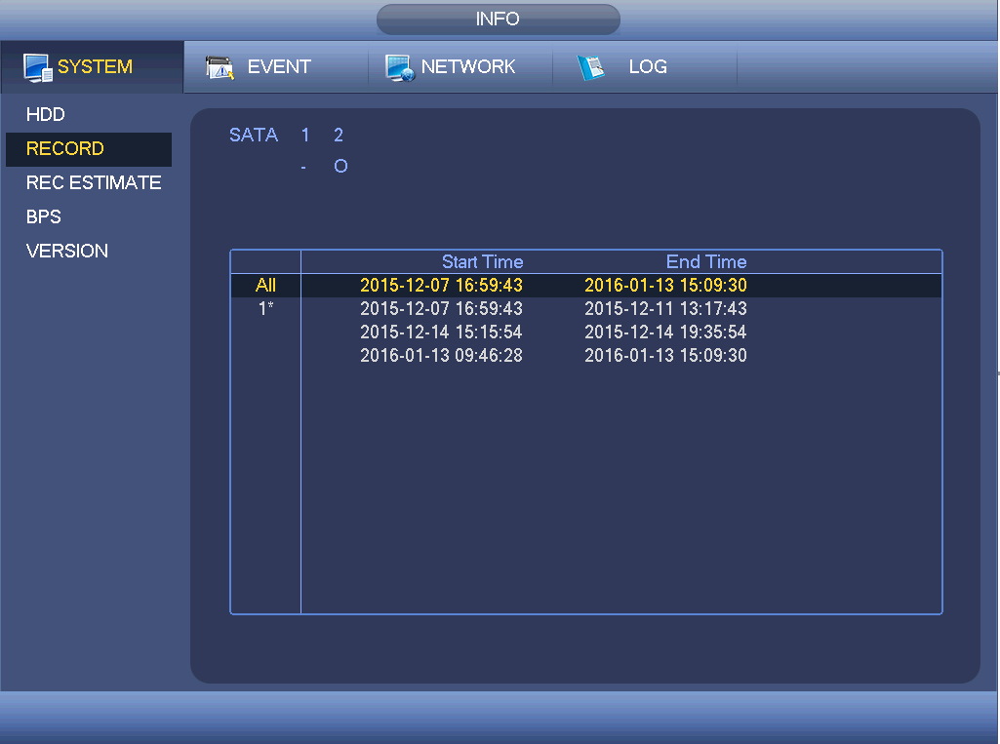 INFO
SYSTEM EVENT NETWORK LOG
HDD
RECORD
REC ESTIMATE
BPS
VERSION
SATA 1 2
- O
Start Time End Time
All 2015-12-07 16:59:43 2016-01-13 15:09:30
1* 2015-12-07 16:59:43 2015-12-11 13:17:43
2015-12-14 15:15:54 2015-12-14 19:35:54
2016-01-13 09:46:28 2016-01-13 15:09:30